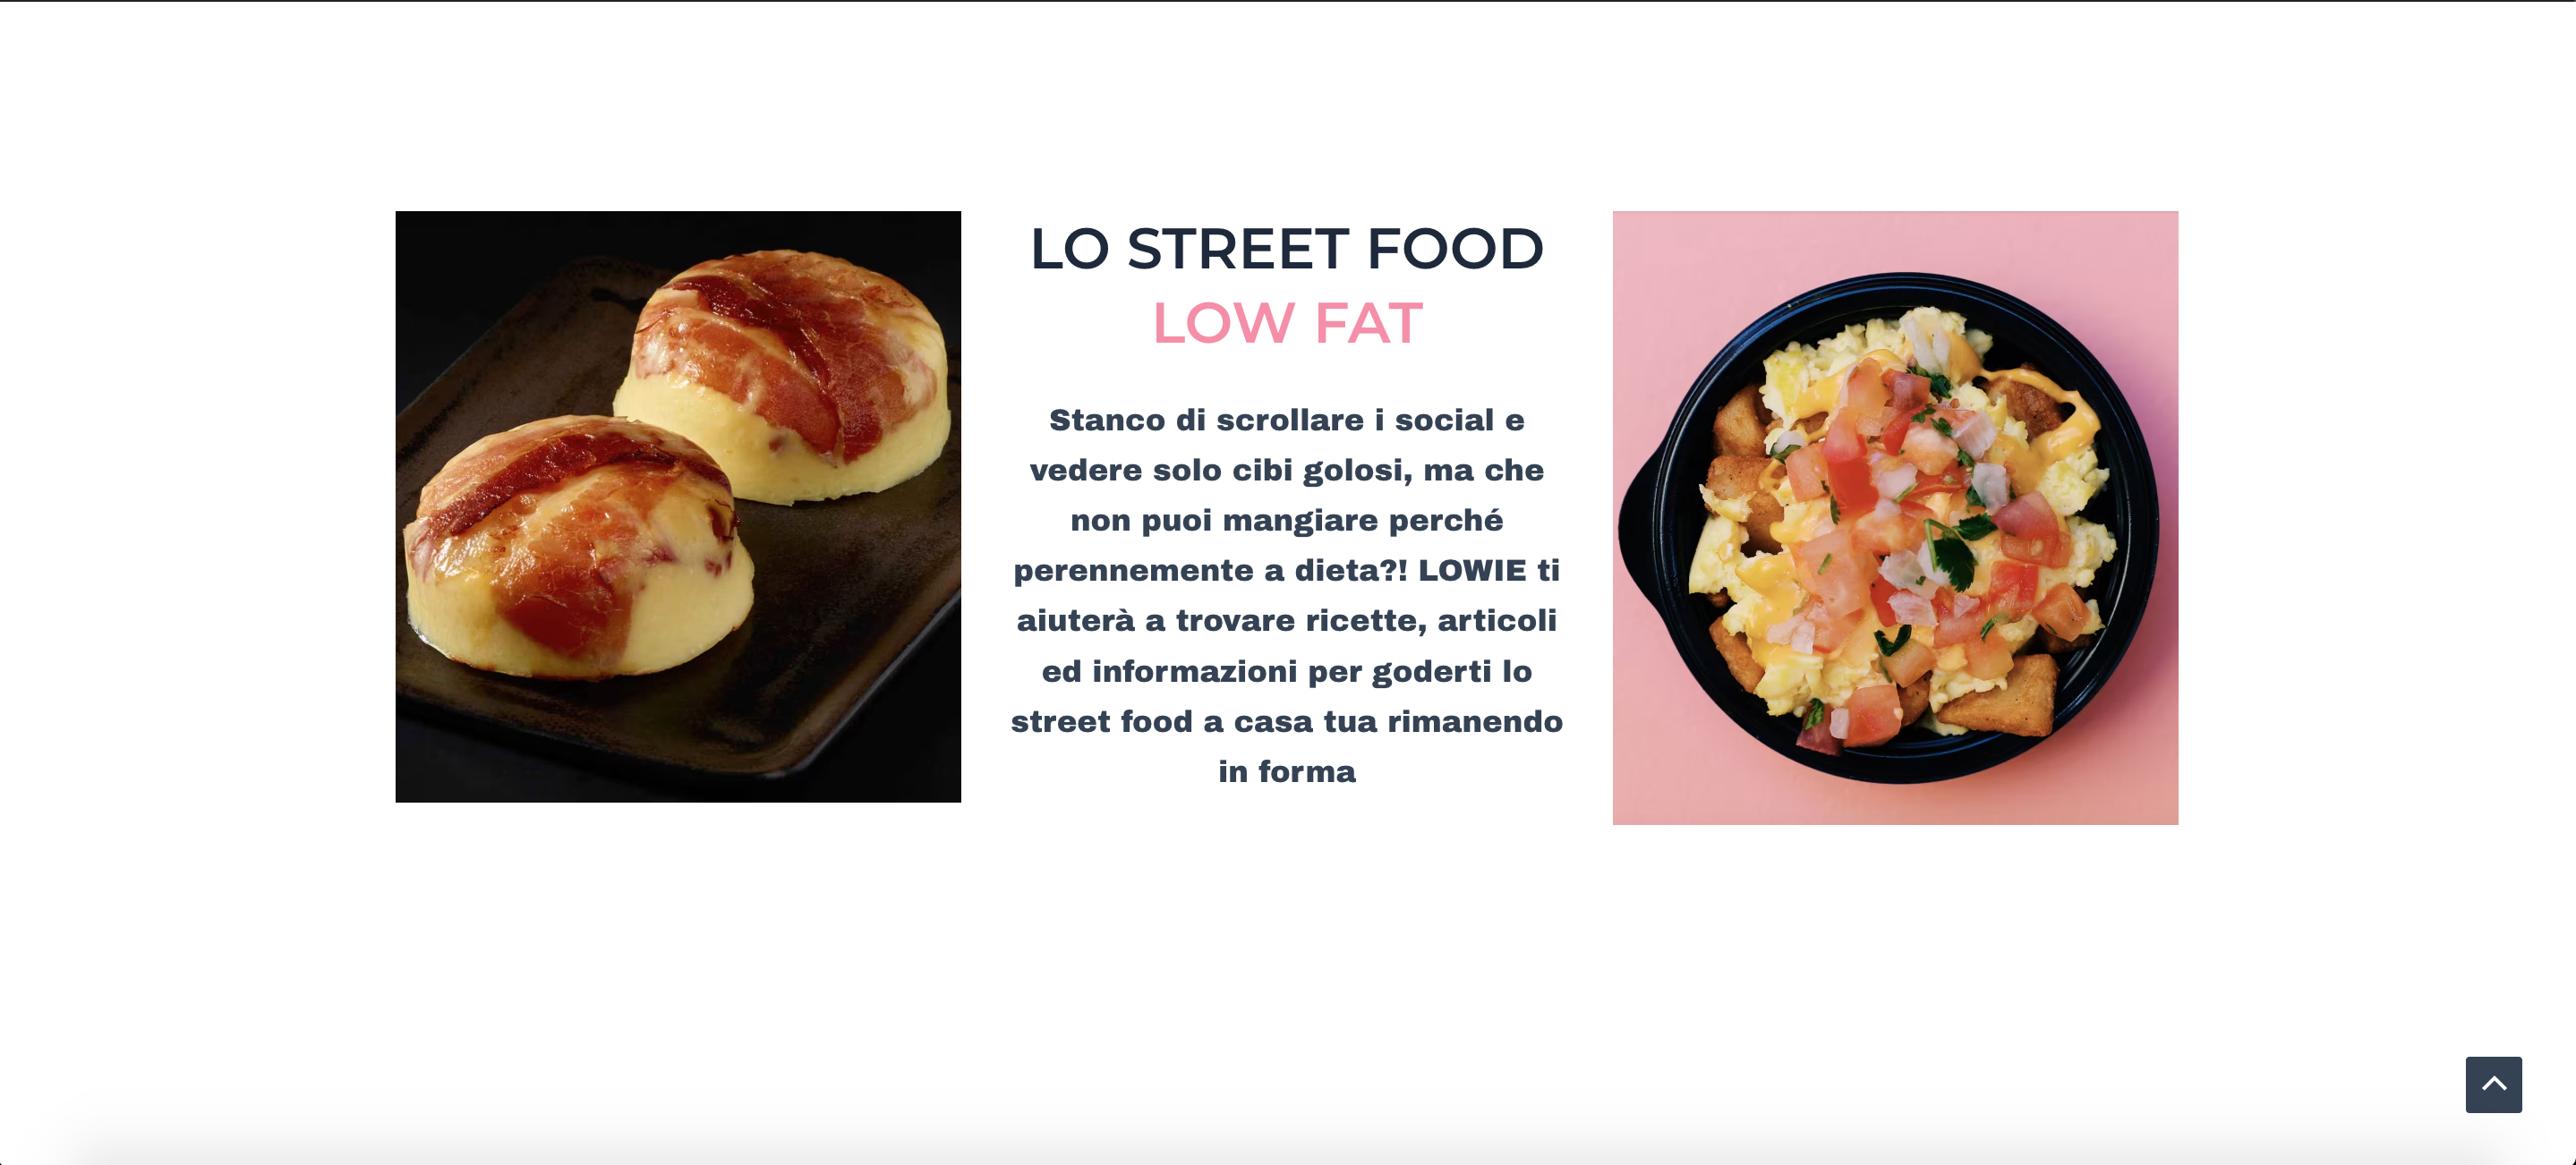 LO STREET FOOD
LOW FAT
Stanco di scrollare i social e
vedere solo cibi golosi, ma che
non puoi mangiare perché
perennemente a dieta?! LOWIE ti
aiuterà a trovare ricette, articoli
ed informazioni per goderti lo
street food a casa tua rimanendo
in forma